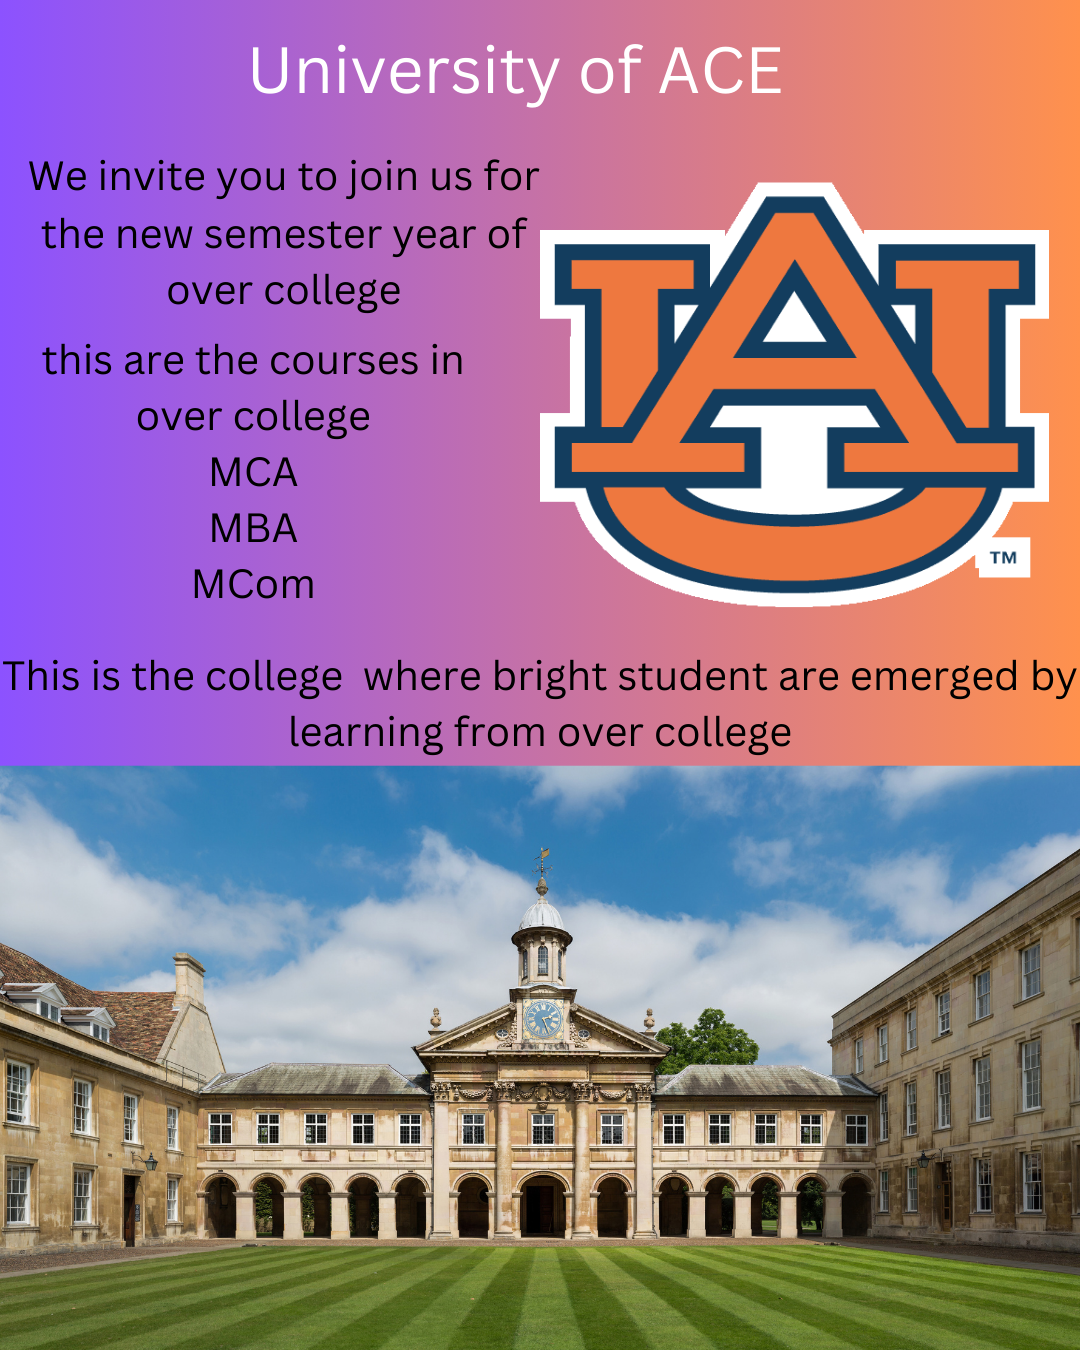 University of ACE
We invite you to join us for
the new semester year of
over college
this are the courses in
over college
MCA
MBA
MCom
AU
TM
This is the college where bright student are emerged by
learning from over college